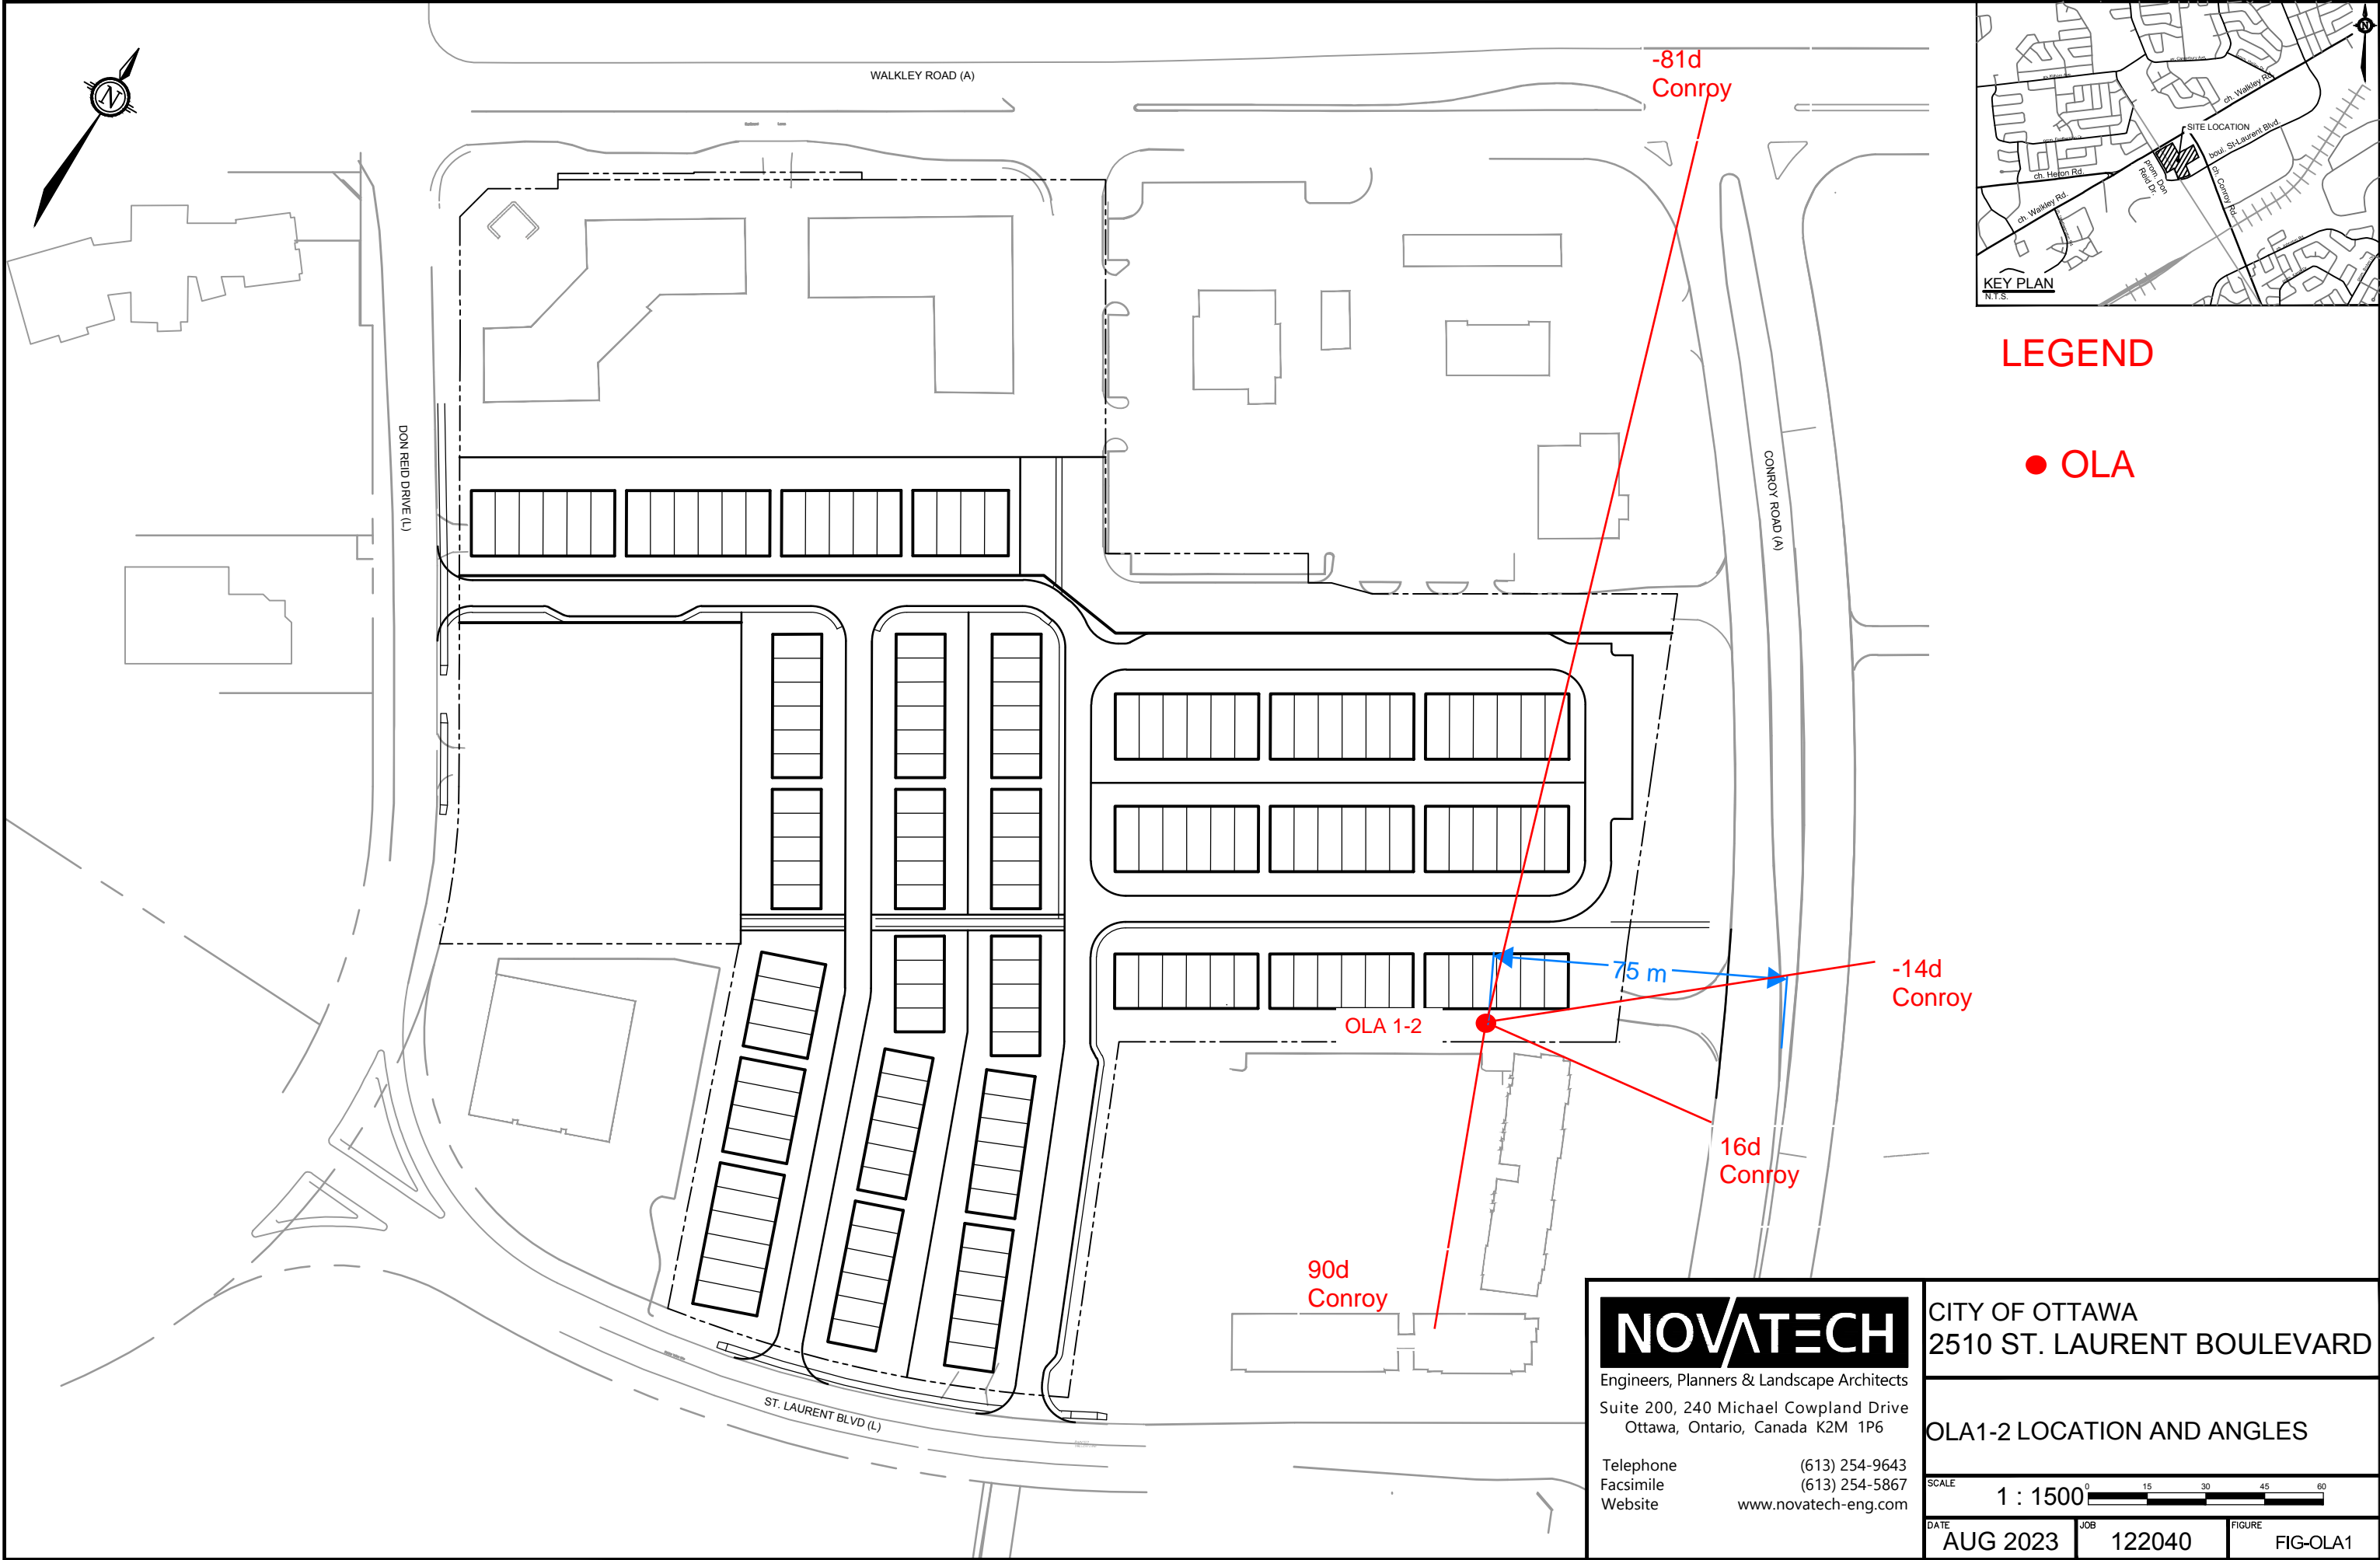 WALKLEY ROAD (A)
-81d
Conroy
N
N
SITE LOCATION
ch. Walkley Rd.
boul. St-Laurent Blvd.
ch. Heron Rd.
prom. Don
Reid Dr.
ch. Conroy Rd.
ch. Walkley Rd.
KEY PLAN
N.T.S.
LEGEND
OLA
DON REID DRIVE (L)
CONROY ROAD (A)
75 m
-14d
Conroy
OLA 1-2
16d
Conroy
90d
Conroy
ST. LAURENT BLVD (L)
NOVATECH
Engineers, Planners & Landscape Architects
Suite 200, 240 Michael Cowpland Drive
Ottawa, Ontario, Canada K2M 1P6
Telephone (613) 254-9643
Facsimile (613) 254-5867
Website www.novatech-eng.com
CITY OF OTTAWA
2510 ST. LAURENT BOULEVARD
OLA1-2 LOCATION AND ANGLES
SCALE
1 : 1500 0 15 30 45 60
DATE AUG 2023 JOB 122040 FIGURE FIG-OLA1